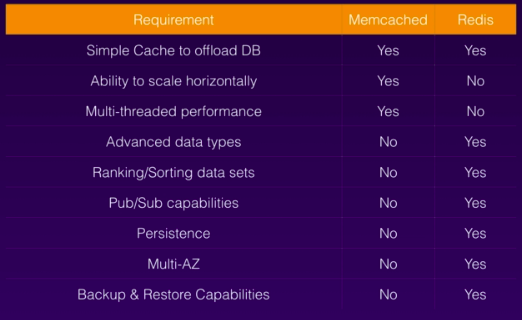 Requirement Memcached Redis
Simple Cache to offload DB Yes Yes
Ability to scale horizontally Yes No
Multi-threaded performance Yes No
Advanced data types No Yes
Ranking/Sorting data sets No Yes
Pub/Sub capabilities No Yes
Persistence No Yes
Multi-AZ No Yes
Backup & Restore Capabilities No Yes